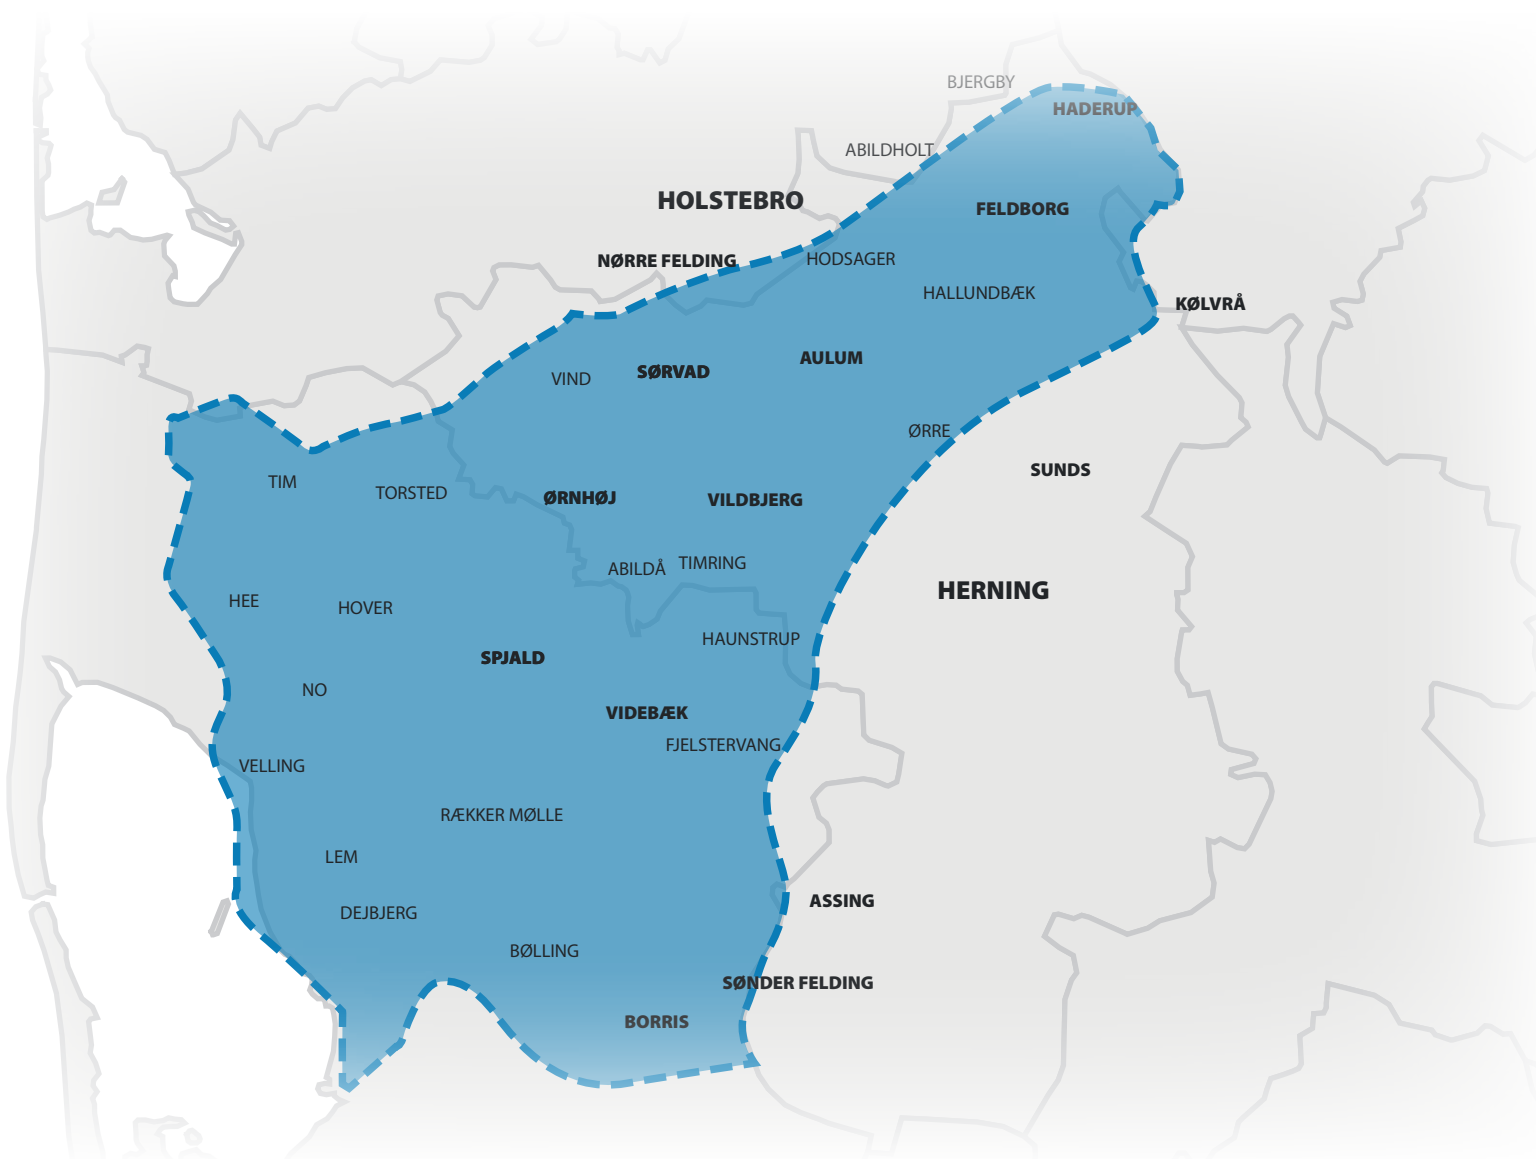 BJERGBY
HADERUP
ABILDHOLT
HOLSTEBRO
FELDBORG
NØRRE FELDING
HODSAGER
HALLUNDBÆK
KØLVRÅ
AULUM
SØRVAD
VIND
ØRRE
SUNDS
TIM
TORSTED
ØRNHØJ
VILDBJERG
ABILDÅ
TIMRING
HERNING
HEE
HOVER
HAUNSTRUP
SPJALD
NO
VIDEBÆK
FJELSTERVANG
VELLING
RÆKKER MØLLE
LEM
ASSING
DEJBJERG
BØLLING
SØNDER FELDING
BORRIS